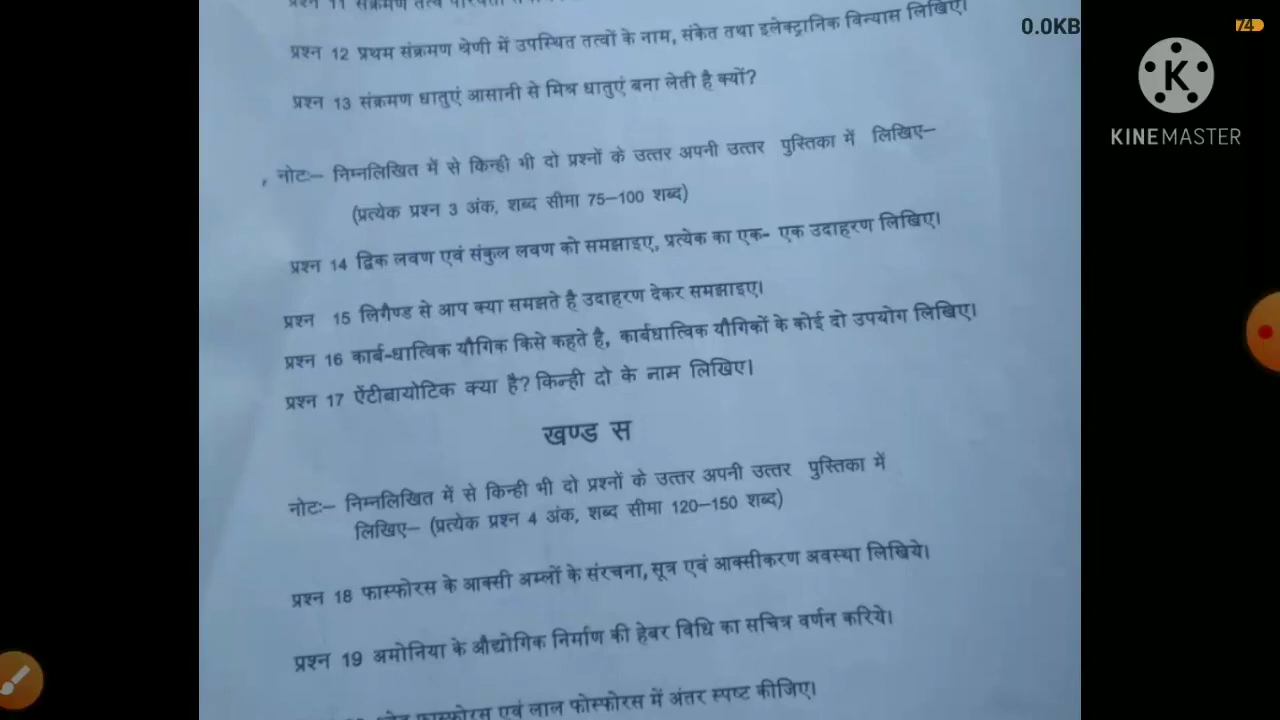 प्रश्न 11 संक्रमण तत्व
0.0KB
74
प्रश्न 12 प्रथम संक्रमण श्रेणी में उपस्थित तत्वों के नाम, संकेत तथा इलेक्ट्रानिक विन्यास लिखिए।
प्रश्न 13 संक्रमण धातुएं आसानी से मिश्र धातुएं बना लेती है क्यों?
K
KINEMASTER
नोटः– निम्नलिखित में से किन्ही भी दो प्रश्नों के उत्तर अपनी उत्तर पुस्तिका में लिखिए–
(प्रत्येक प्रश्न 3 अंक, शब्द सीमा 75–100 शब्द)
प्रश्न 14 द्विक लवण एवं संकुल लवण को समझाइए, प्रत्येक का एक- एक उदाहरण लिखिए।
प्रश्न 15 लिगैण्ड से आप क्या समझते है उदाहरण देकर समझाइए।
प्रश्न 16 कार्ब-धात्विक यौगिक किसे कहते है, कार्बधात्विक यौगिकों के कोई दो उपयोग लिखिए।
प्रश्न 17 ऐंटीबायोटिक क्या है? किन्ही दो के नाम लिखिए।
खण्ड स
नोटः– निम्नलिखित में से किन्ही भी दो प्रश्नों के उत्तर अपनी उत्तर पुस्तिका में
लिखिए– (प्रत्येक प्रश्न 4 अंक, शब्द सीमा 120–150 शब्द)
प्रश्न 18 फास्फोरस के आक्सी अम्लों के संरचना, सूत्र एवं आक्सीकरण अवस्था लिखिये।
प्रश्न 19 अमोनिया के औद्योगिक निर्माण की हेबर विधि का सचित्र वर्णन करिये।
फास्फोरस एवं लाल फोस्फोरस में अंतर स्पष्ट कीजिए।